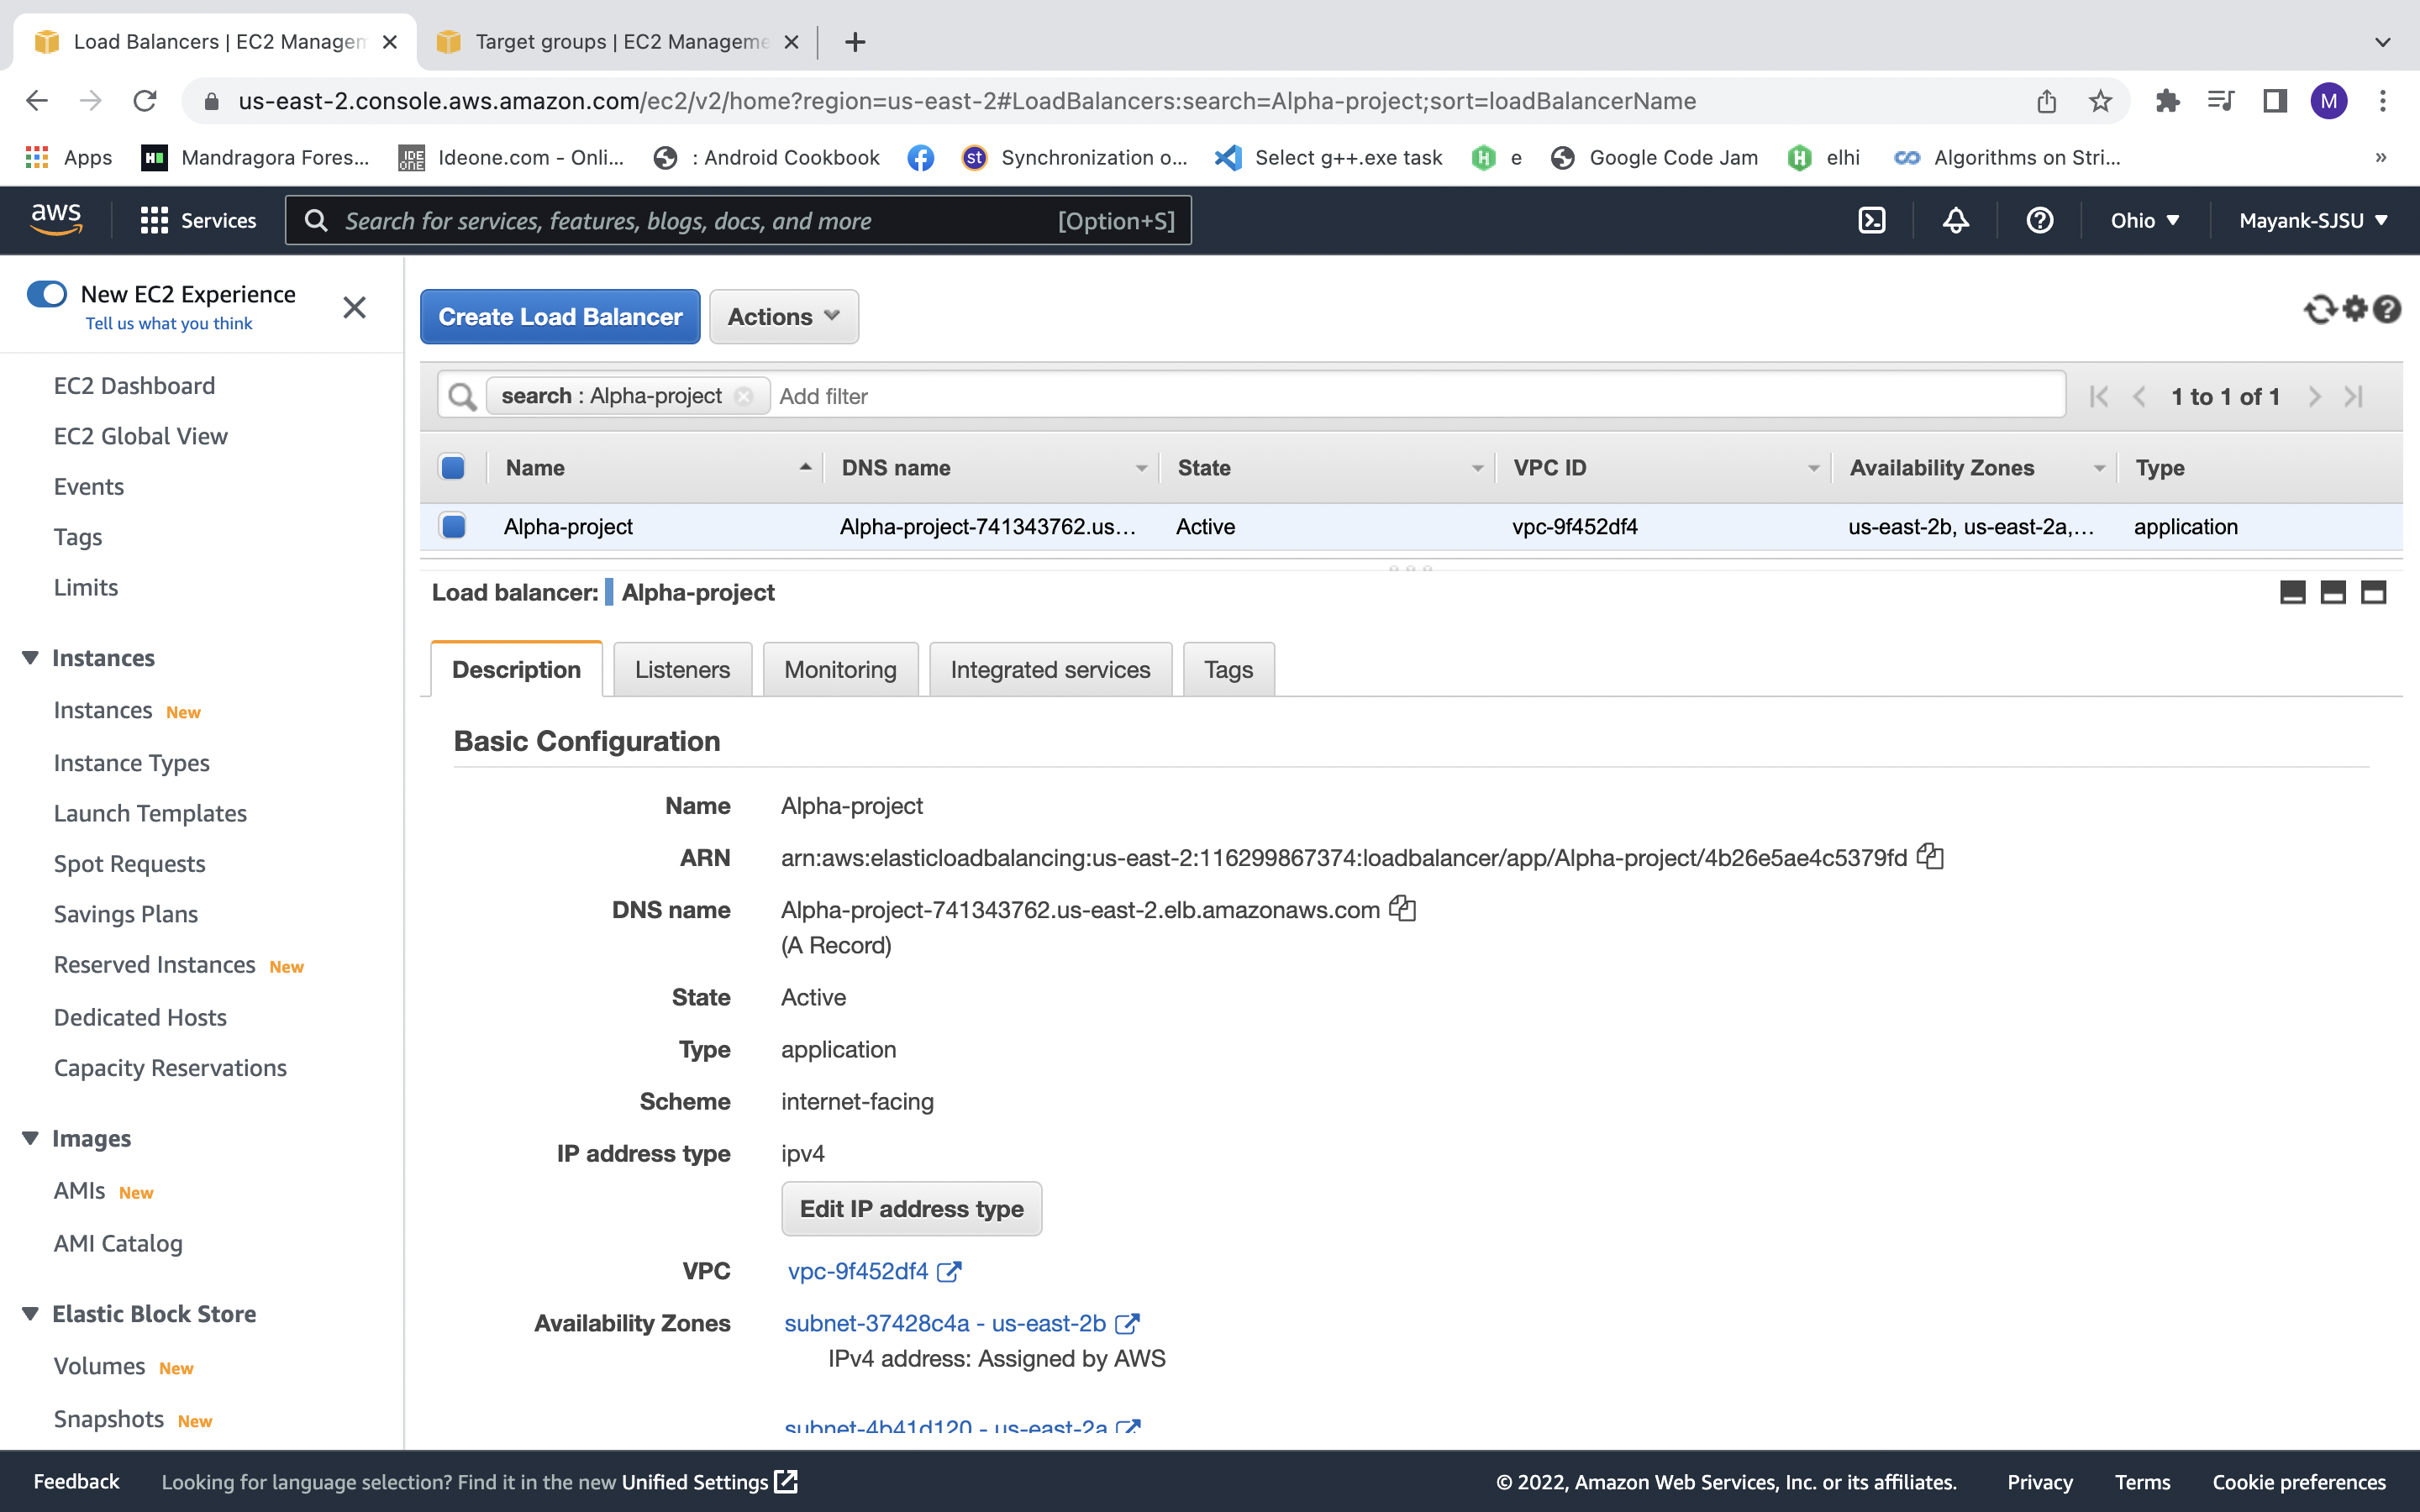 Load Balancers | EC2 Managem
Target groups | EC2 Manageme
us-east-2.console.aws.amazon.com/ec2/v2/home?region=us-east-2#LoadBalancers:search=Alpha-project;sort=loadBalancerName
M
Apps
Mandragora Fores...
Ideone.com - Onli...
: Android Cookbook
Synchronization o...
Select g++.exe task
e
Google Code Jam
elhi
Algorithms on Stri...
»
aws
Services
Search for services, features, blogs, docs, and more
[Option+S]
Ohio
Mayank-SJSU
New EC2 Experience
Tell us what you think
EC2 Dashboard
EC2 Global View
Events
Tags
Limits
Instances
Instances New
Instance Types
Launch Templates
Spot Requests
Savings Plans
Reserved Instances New
Dedicated Hosts
Capacity Reservations
Images
AMIs New
AMI Catalog
Elastic Block Store
Volumes New
Snapshots New
Create Load Balancer
Actions
search : Alpha-project
Add filter
1 to 1 of 1
Name DNS name State VPC ID Availability Zones Type
Alpha-project Alpha-project-741343762.us... Active vpc-9f452df4 us-east-2b, us-east-2a,... application
Load balancer: Alpha-project
Description
Listeners
Monitoring
Integrated services
Tags
Basic Configuration
Name Alpha-project
ARN arn:aws:elasticloadbalancing:us-east-2:116299867374:loadbalancer/app/Alpha-project/4b26e5ae4c5379fd
DNS name Alpha-project-741343762.us-east-2.elb.amazonaws.com
(A Record)
State Active
Type application
Scheme internet-facing
IP address type ipv4
Edit IP address type
VPC vpc-9f452df4
Availability Zones subnet-37428c4a - us-east-2b
IPv4 address: Assigned by AWS
subnet-4b41d120 - us-east-2a
Feedback
Looking for language selection? Find it in the new Unified Settings
© 2022, Amazon Web Services, Inc. or its affiliates.
Privacy
Terms
Cookie preferences